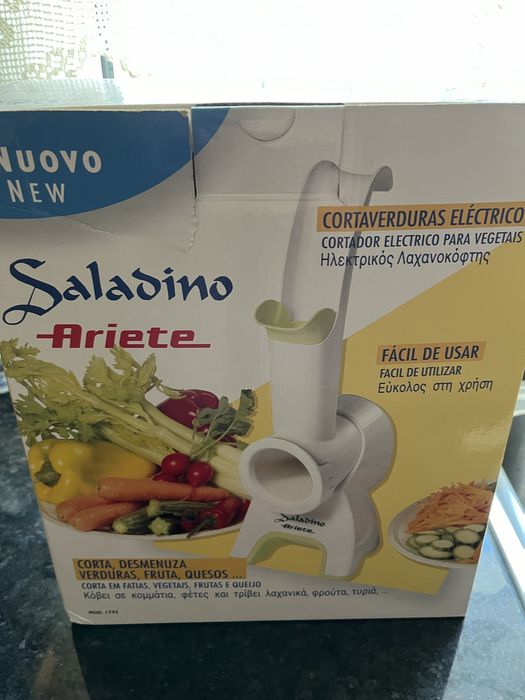 NUOVO
NEW
Saladino
Ariete
CORTAVERDURAS ELÉCTRICO
CORTADOR ELECTRICO PARA VEGETAIS
Ηλεκτρικός Λαχανοκόφτης
FÁCIL DE USAR
FACIL DE UTILIZAR
Εύκολος στη χρήση
Saladino
Ariete
CORTA, DESMENUZA
VERDURAS, FRUTA, QUESOS ...
CORTA EM FATIAS, VEGETAIS, FRUTAS E QUEIJO
Κόβει σε κομμάτια, φέτες και τρίβει λαχανικά, φρούτα, τυριά, ...
MOD. 1792